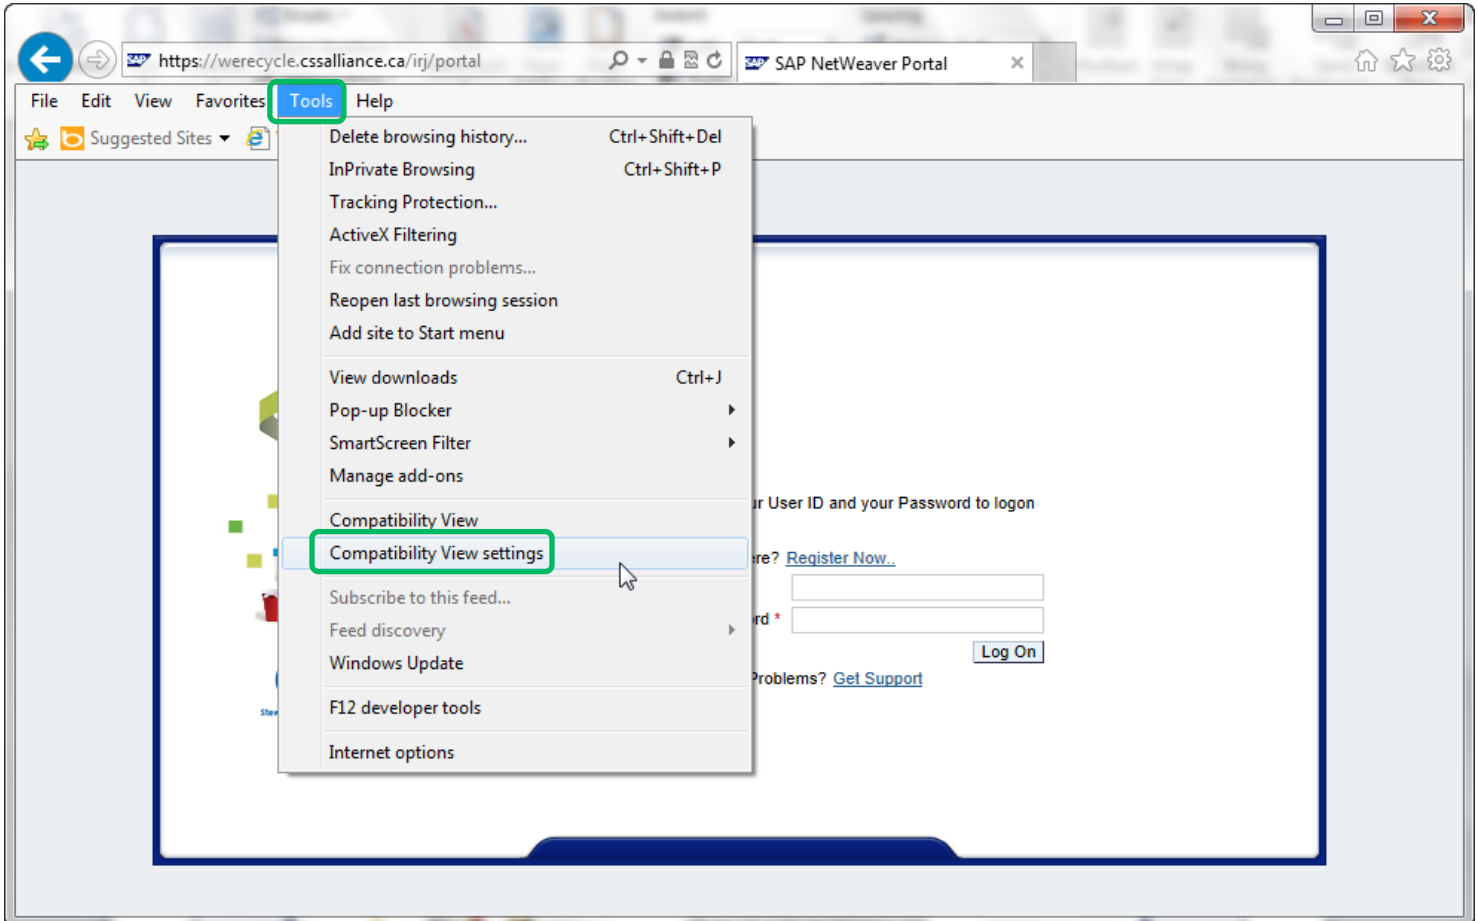 SAP https://werecycle.cssalliance.ca/irj/portal
SAP SAP NetWeaver Portal
File Edit View Favorites Tools Help
Suggested Sites
Delete browsing history... Ctrl+Shift+Del
InPrivate Browsing Ctrl+Shift+P
Tracking Protection...
ActiveX Filtering
Fix connection problems...
Reopen last browsing session
Add site to Start menu
View downloads Ctrl+J
Pop-up Blocker
SmartScreen Filter
Manage add-ons
Compatibility View
Compatibility View settings
Subscribe to this feed...
Feed discovery
Windows Update
F12 developer tools
Internet options
User ID and your Password to logon
Register Now..
*
Log On
Problems? Get Support